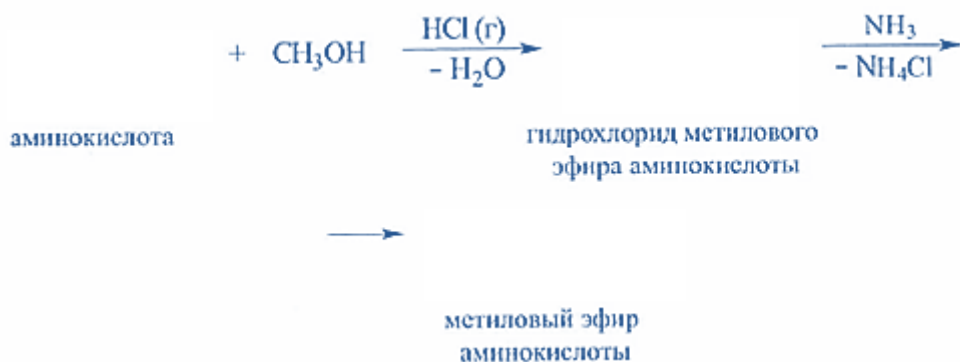 + CH₃OH HCl (г) NH₃
- H₂O - NH₄Cl
аминокислота
гидрохлорид метилового
эфира аминокислоты
метиловый эфир
аминокислоты